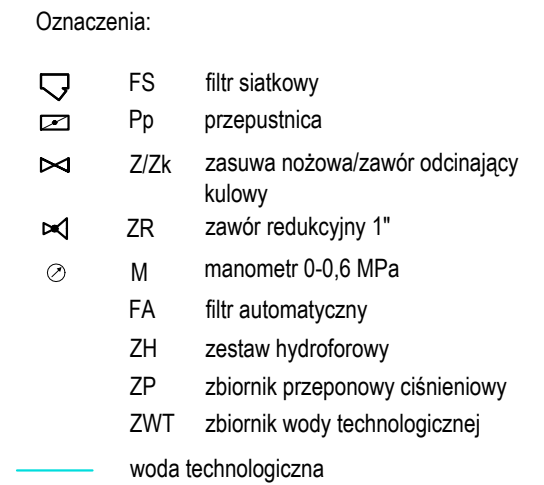 Oznaczenia:
FS filtr siatkowy
Pp przepustnica
Z/Zk zasuwa nożowa/zawór odcinający
kulowy
ZR zawór redukcyjny 1"
M manometr 0-0,6 MPa
FA filtr automatyczny
ZH zestaw hydroforowy
ZP zbiornik przeponowy ciśnieniowy
ZWT zbiornik wody technologicznej
woda technologiczna